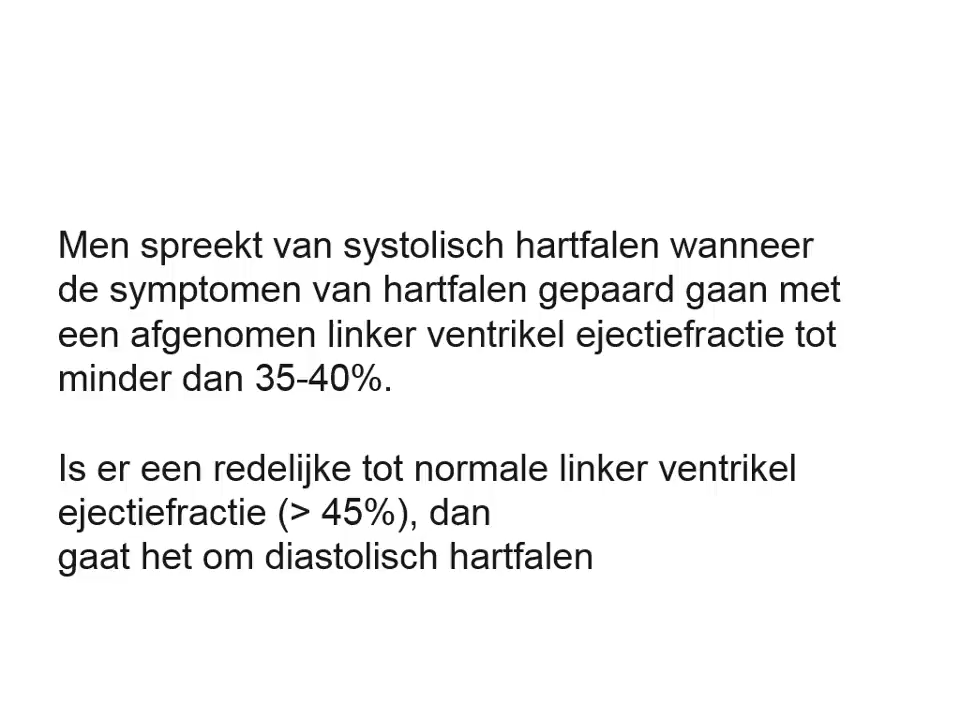 Men spreekt van systolisch hartfalen wanneer
de symptomen van hartfalen gepaard gaan met
een afgenomen linker ventrikel ejectiefractie tot
minder dan 35-40%.
Is er een redelijke tot normale linker ventrikel
ejectiefractie (> 45%), dan
gaat het om diastolisch hartfalen